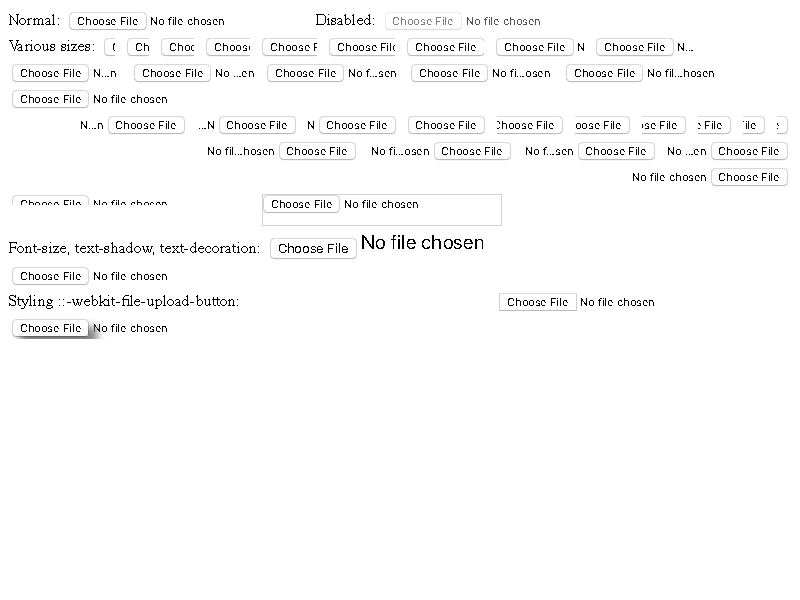 Normal: Choose File No file chosen Disabled: Choose File No file chosen
Various sizes: Ch Choo Choose Choose F Choose File Choose File Choose File N Choose File N...
Choose File N...n Choose File No ...en Choose File No f...sen Choose File No fi...osen Choose File No fil...hosen
Choose File No file chosen
N...n Choose File ...N Choose File N Choose File Choose File Choose File oose File se File e File ile
No fil...hosen Choose File No fi...osen Choose File No f...sen Choose File No ...en Choose File
No file chosen Choose File
Choose File No file chosen Choose File No file chosen
Font-size, text-shadow, text-decoration: Choose File No file chosen
Choose File No file chosen
Styling ::-webkit-file-upload-button: Choose File No file chosen
Choose File No file chosen